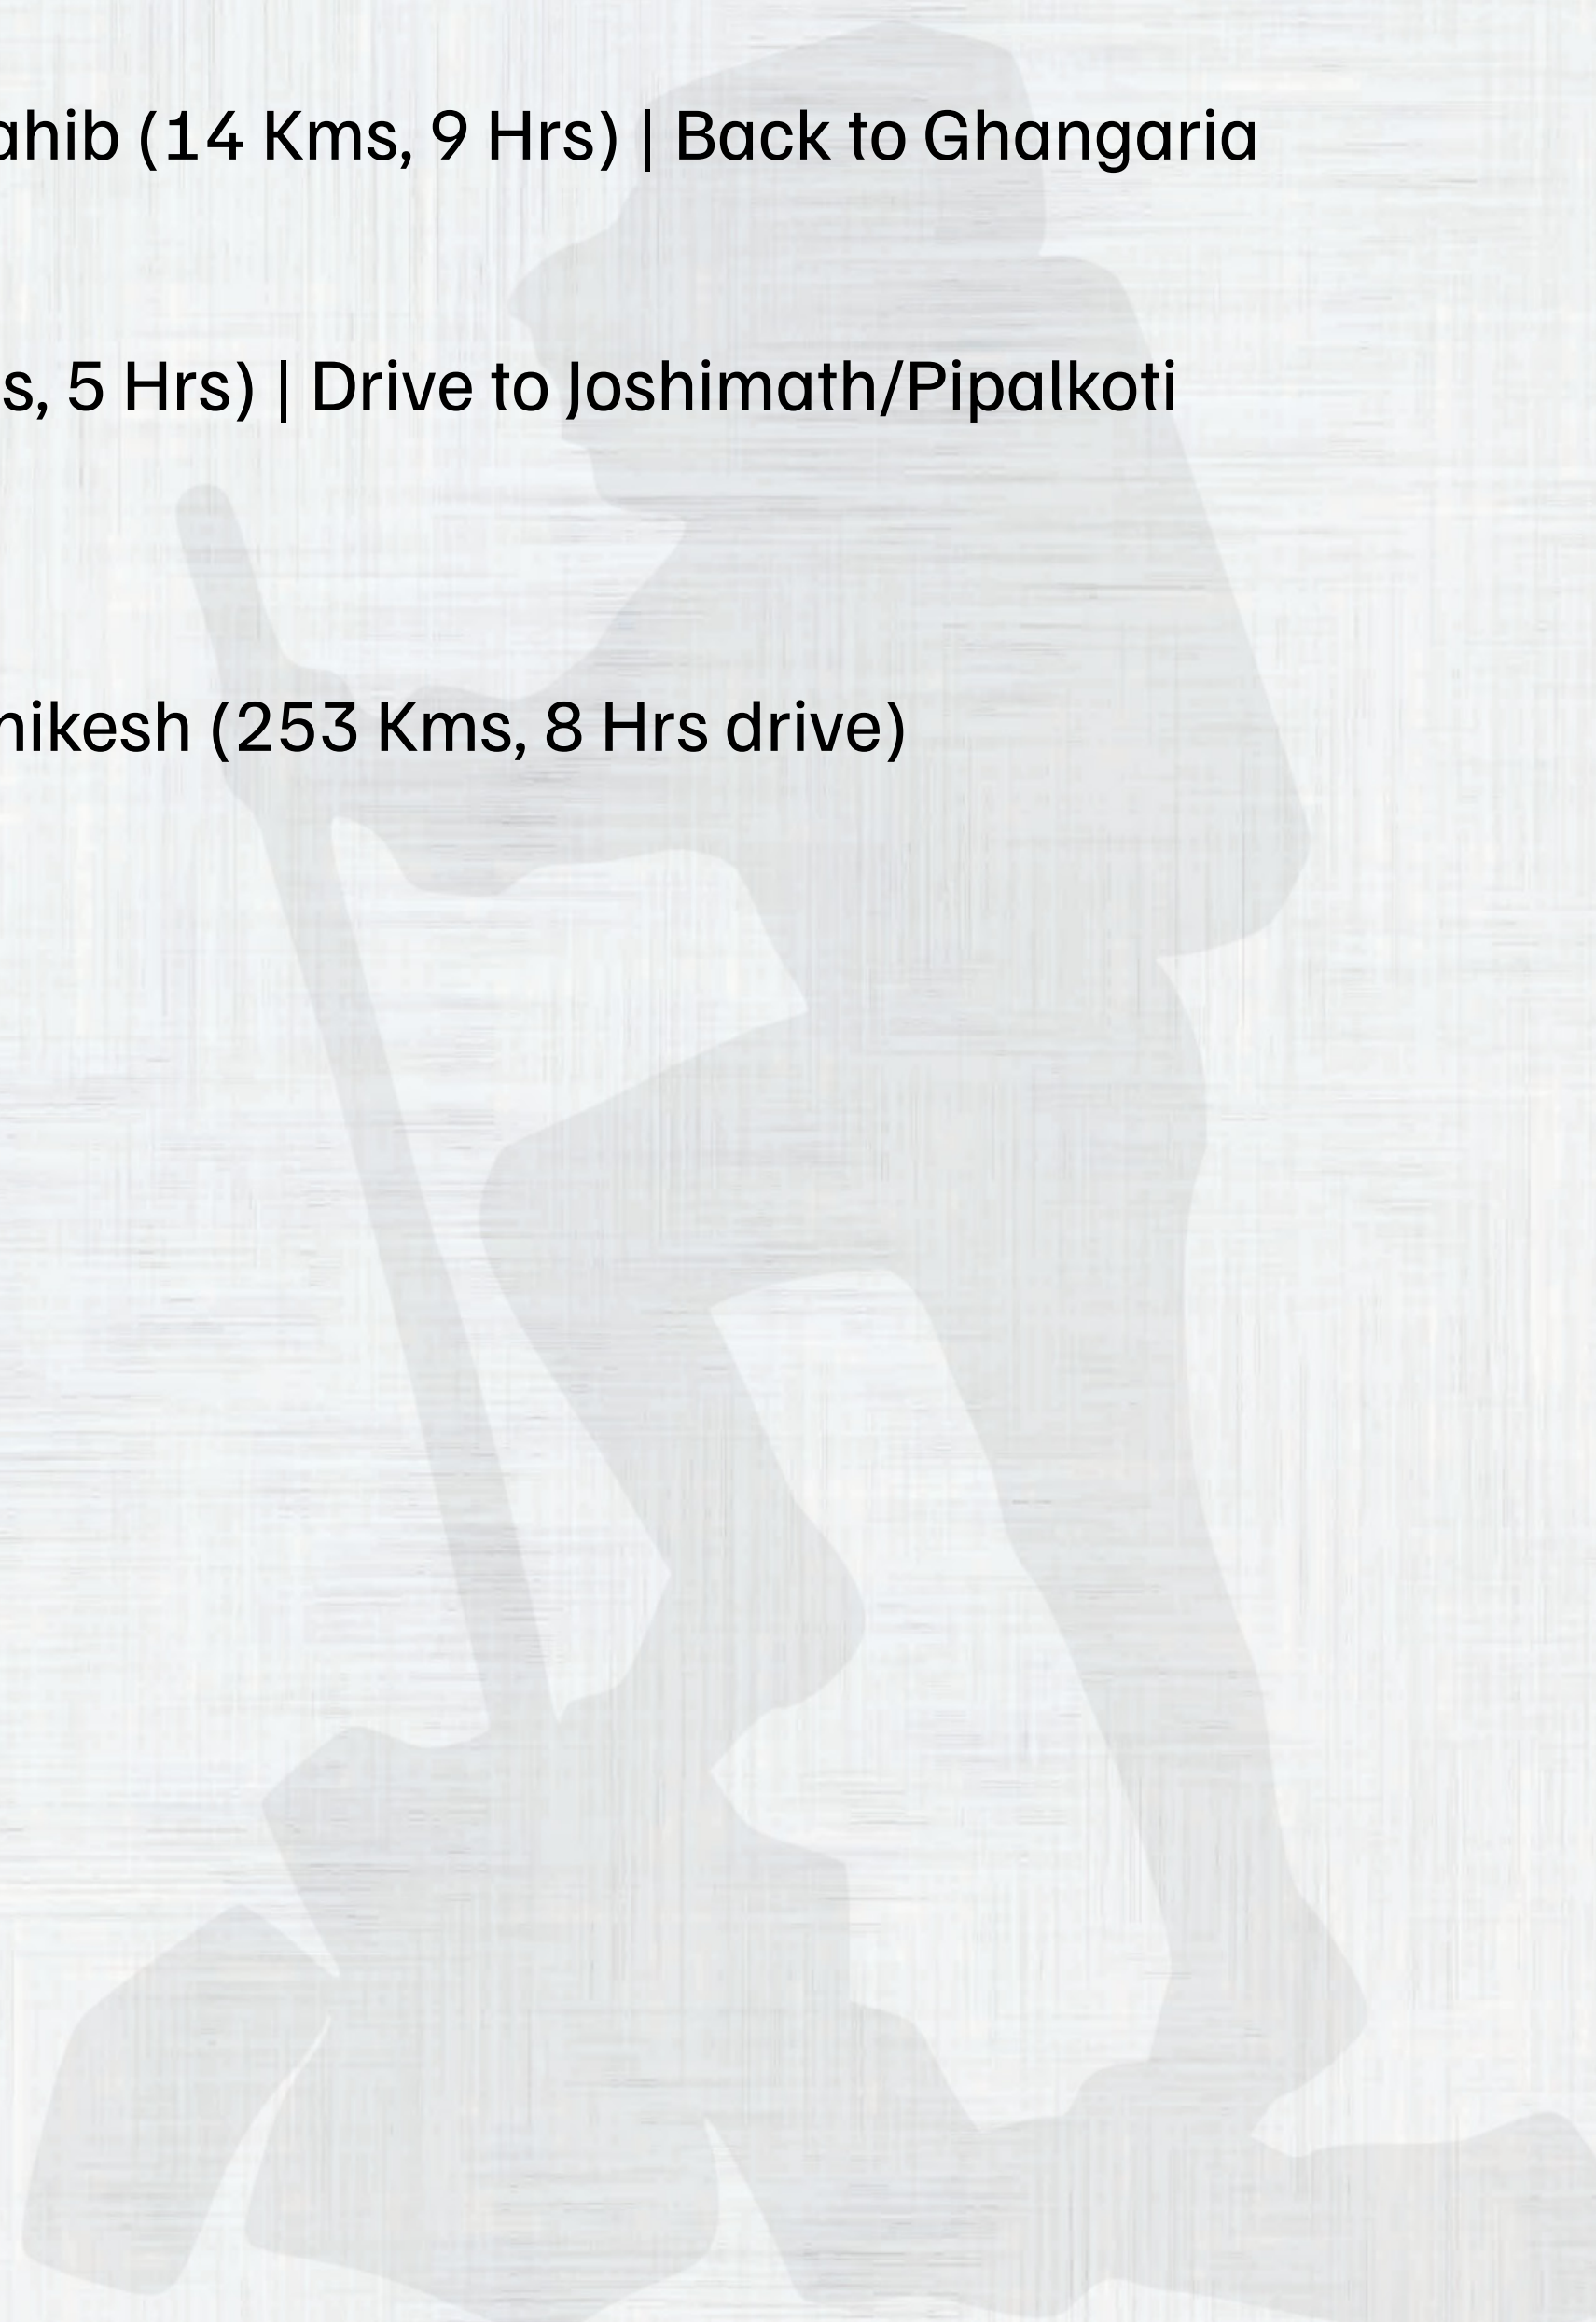 ahib (14 Kms, 9 Hrs) | Back to Ghangaria
s, 5 Hrs) | Drive to Joshimath/Pipalkoti
hikesh (253 Kms, 8 Hrs drive)